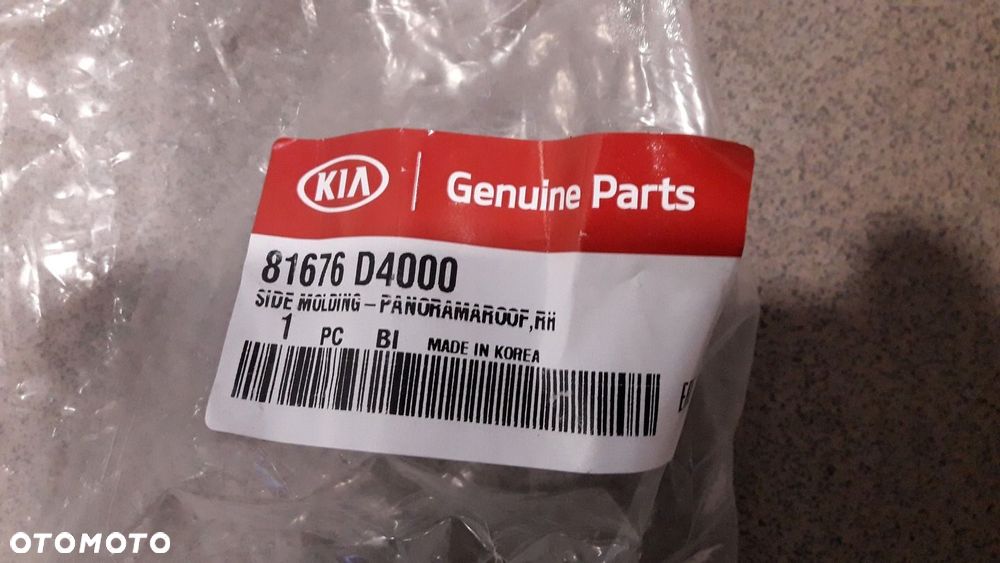 KIA Genuine Parts
81676 D4000
SIDE MOLDING - PANORAMAROOF,RH
1 PC BI MADE IN KOREA
OTOMOTO